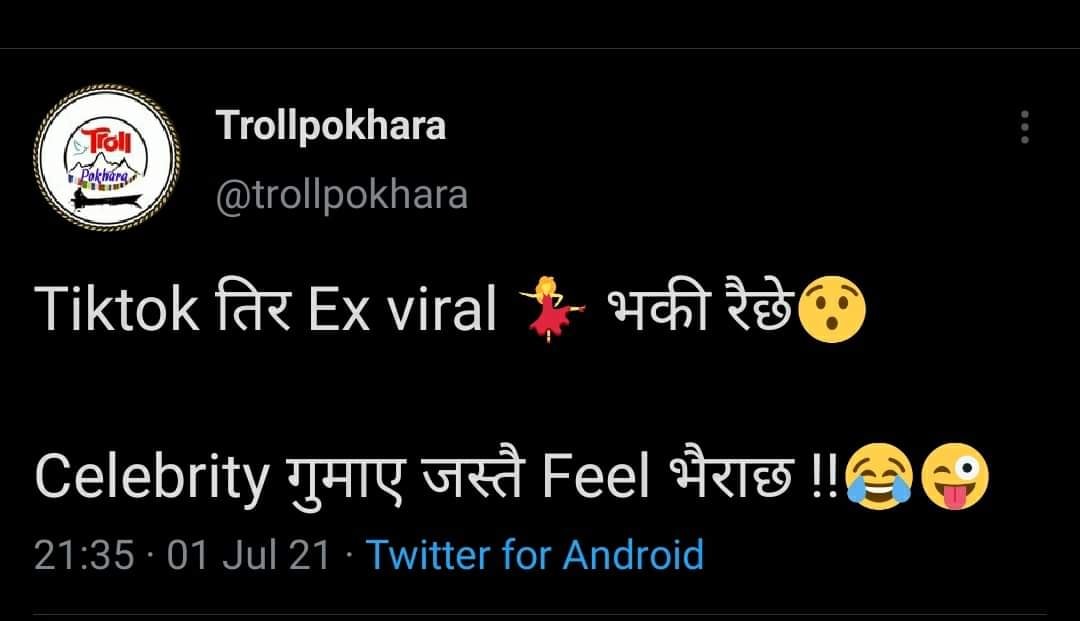 Troll
Pokhara
Trollpokhara
@trollpokhara
Tiktok तिर Ex viral 💃 भकी रैछे😯
Celebrity गुमाए जस्तै Feel भैराछ !!😂😜
21:35 · 01 Jul 21 · Twitter for Android